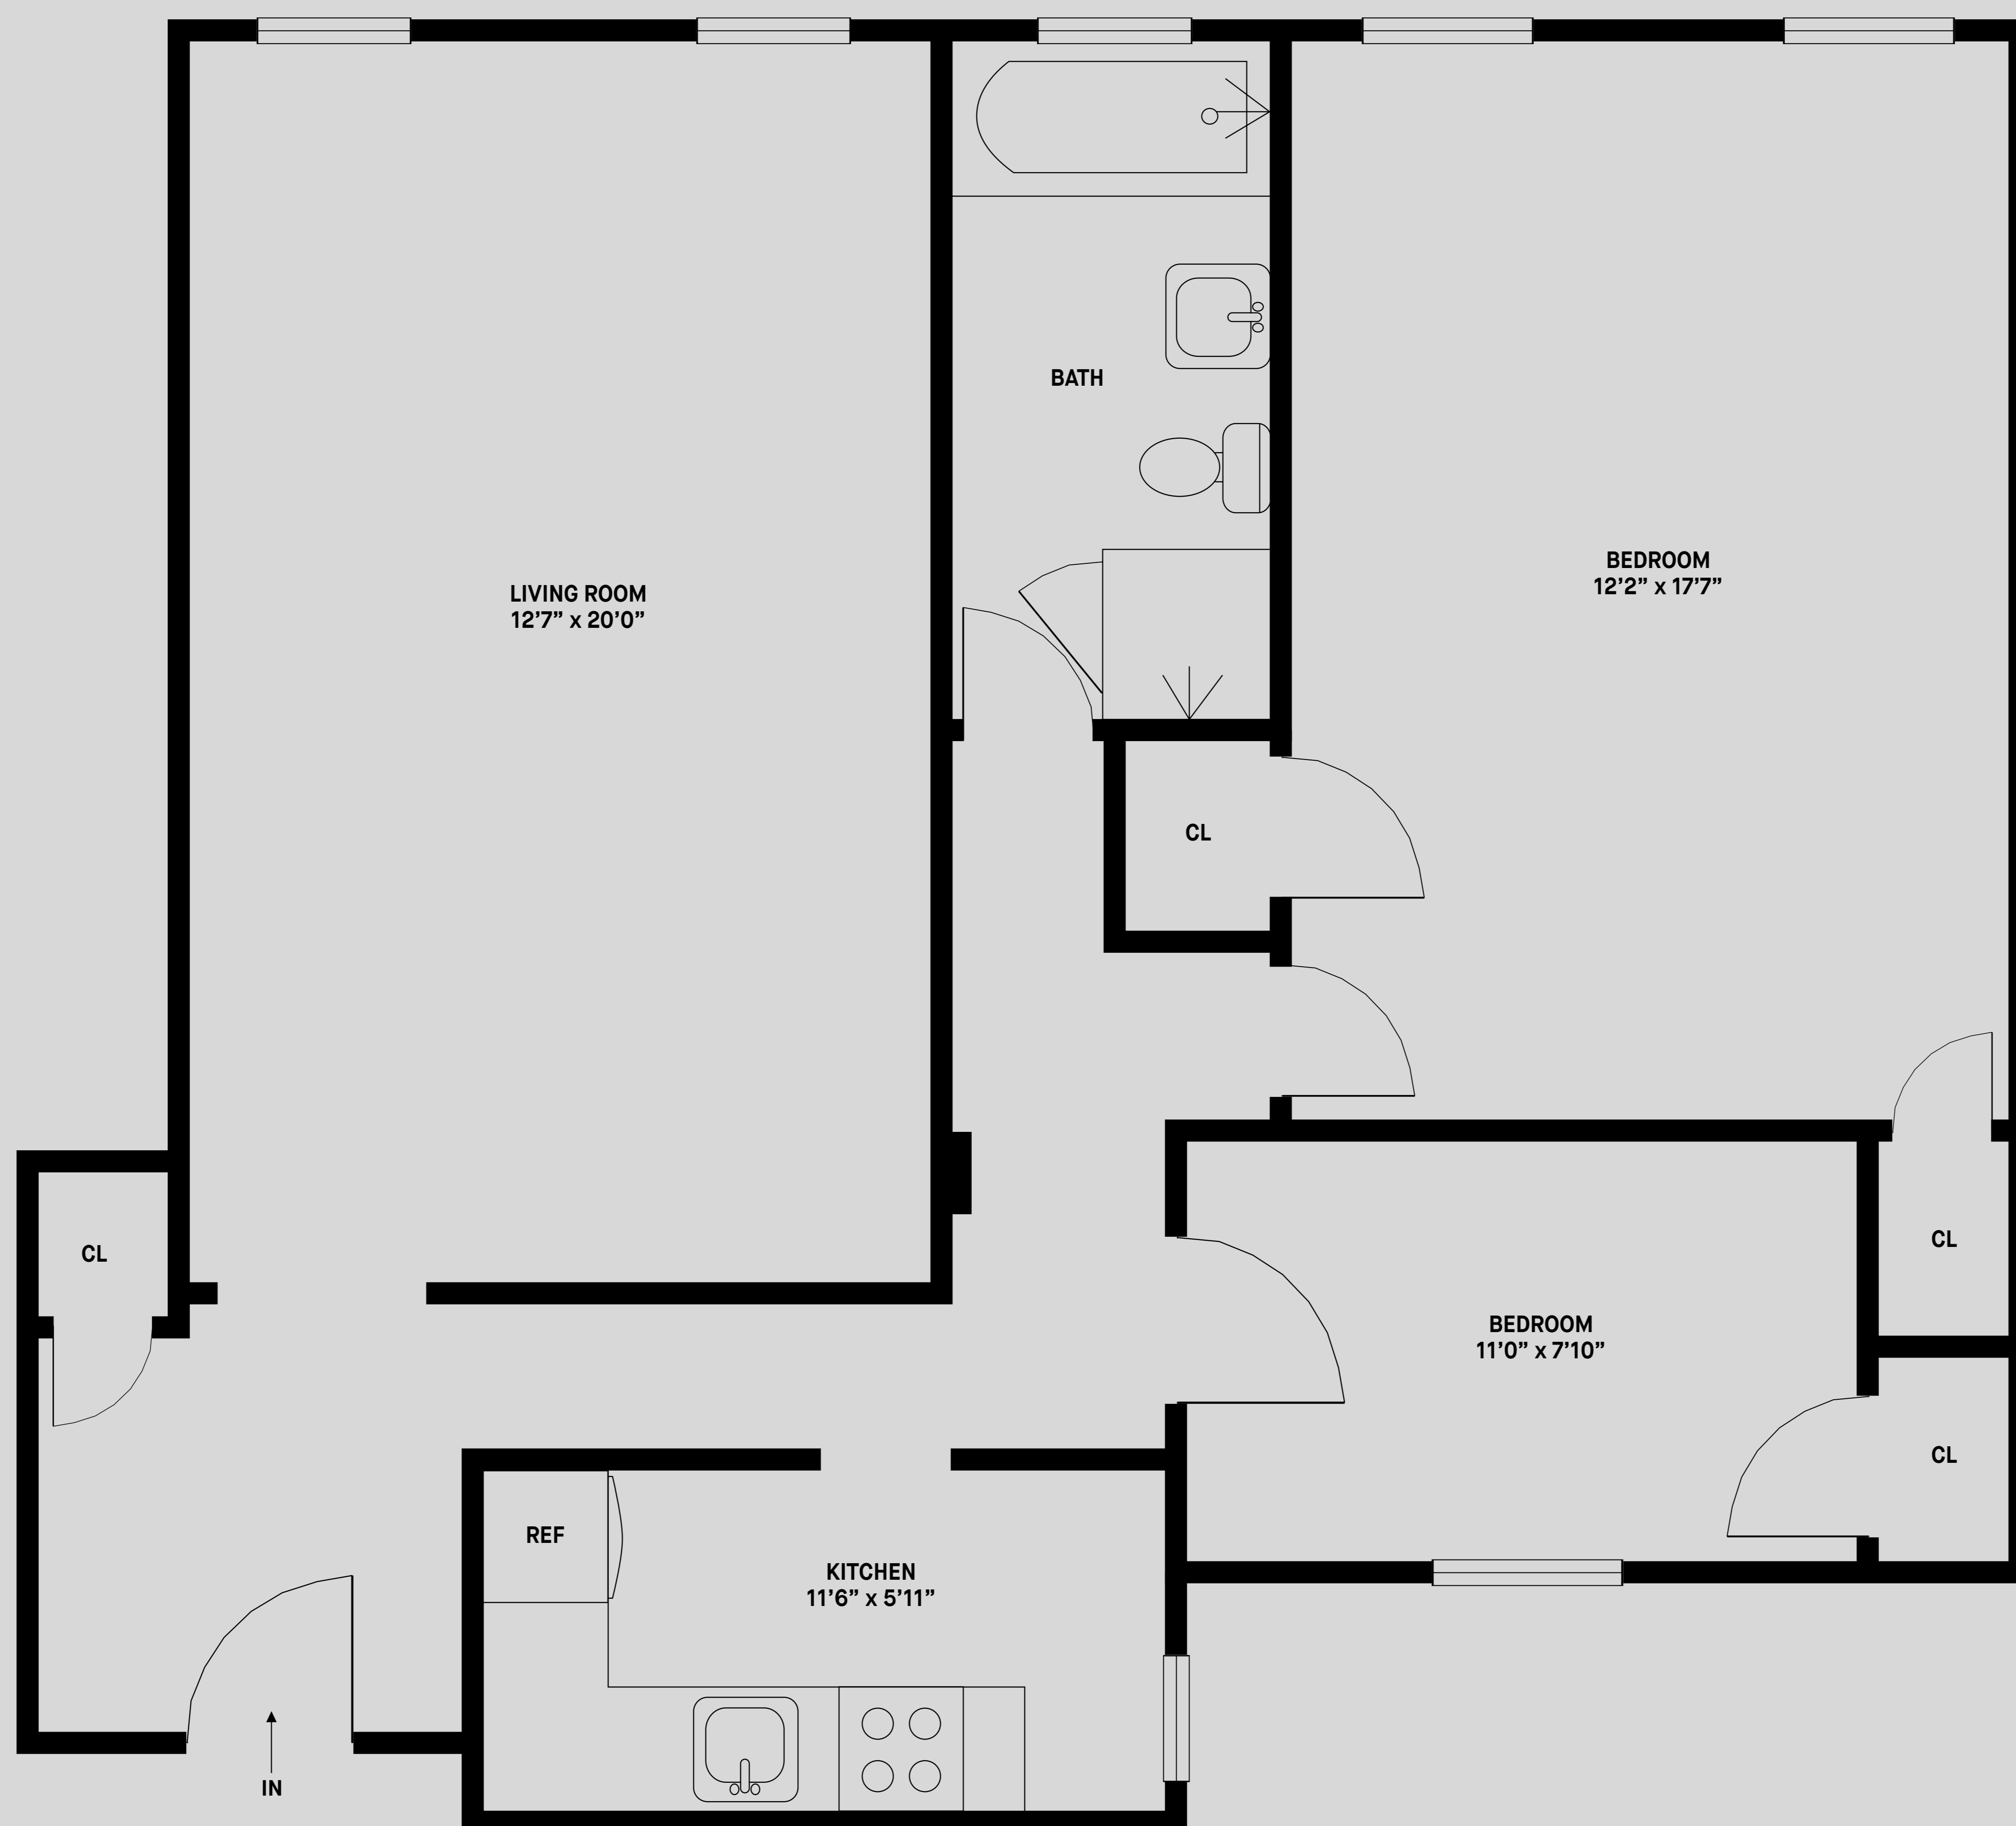 BATH
BEDROOM
12’2” x 17’7”
LIVING ROOM
12’7” x 20’0”
CL
CL
CL
BEDROOM
11’0” x 7’10”
CL
REF
KITCHEN
11’6” x 5’11”
IN